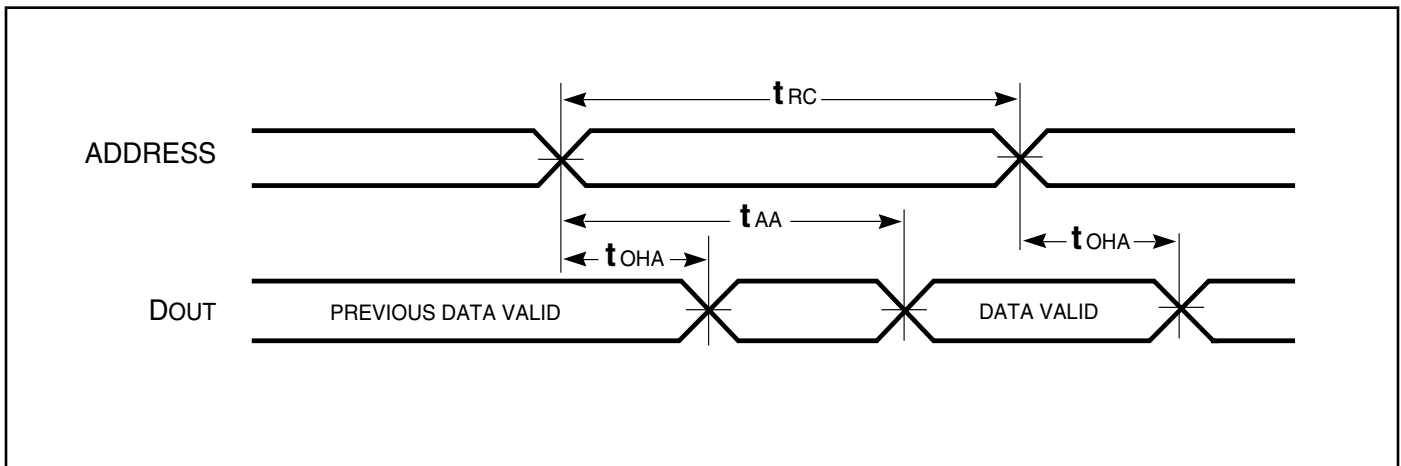 tRC
ADDRESS
tAA
tOHA
tOHA
DOUT
PREVIOUS DATA VALID
DATA VALID